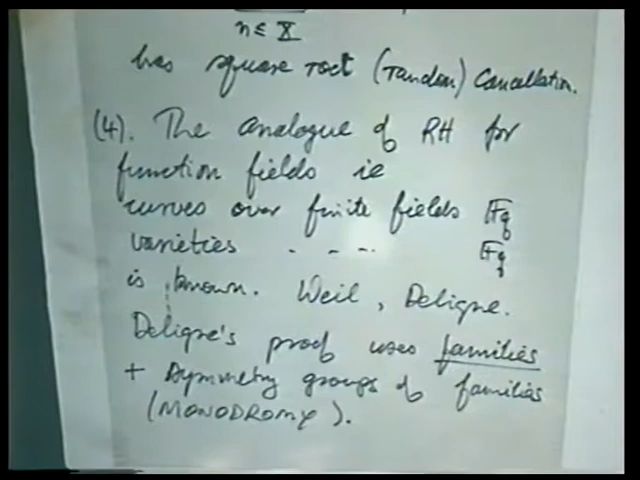 n ≤ X
has square root (random) cancellation.
(4). The analogue of RH for
function fields ie
curves over finite fields 𝔽q
varieties - - - . 𝔽q
is known. Weil, Deligne.
Deligne's proof uses families
+ symmetry groups of families
(MONODROMY).